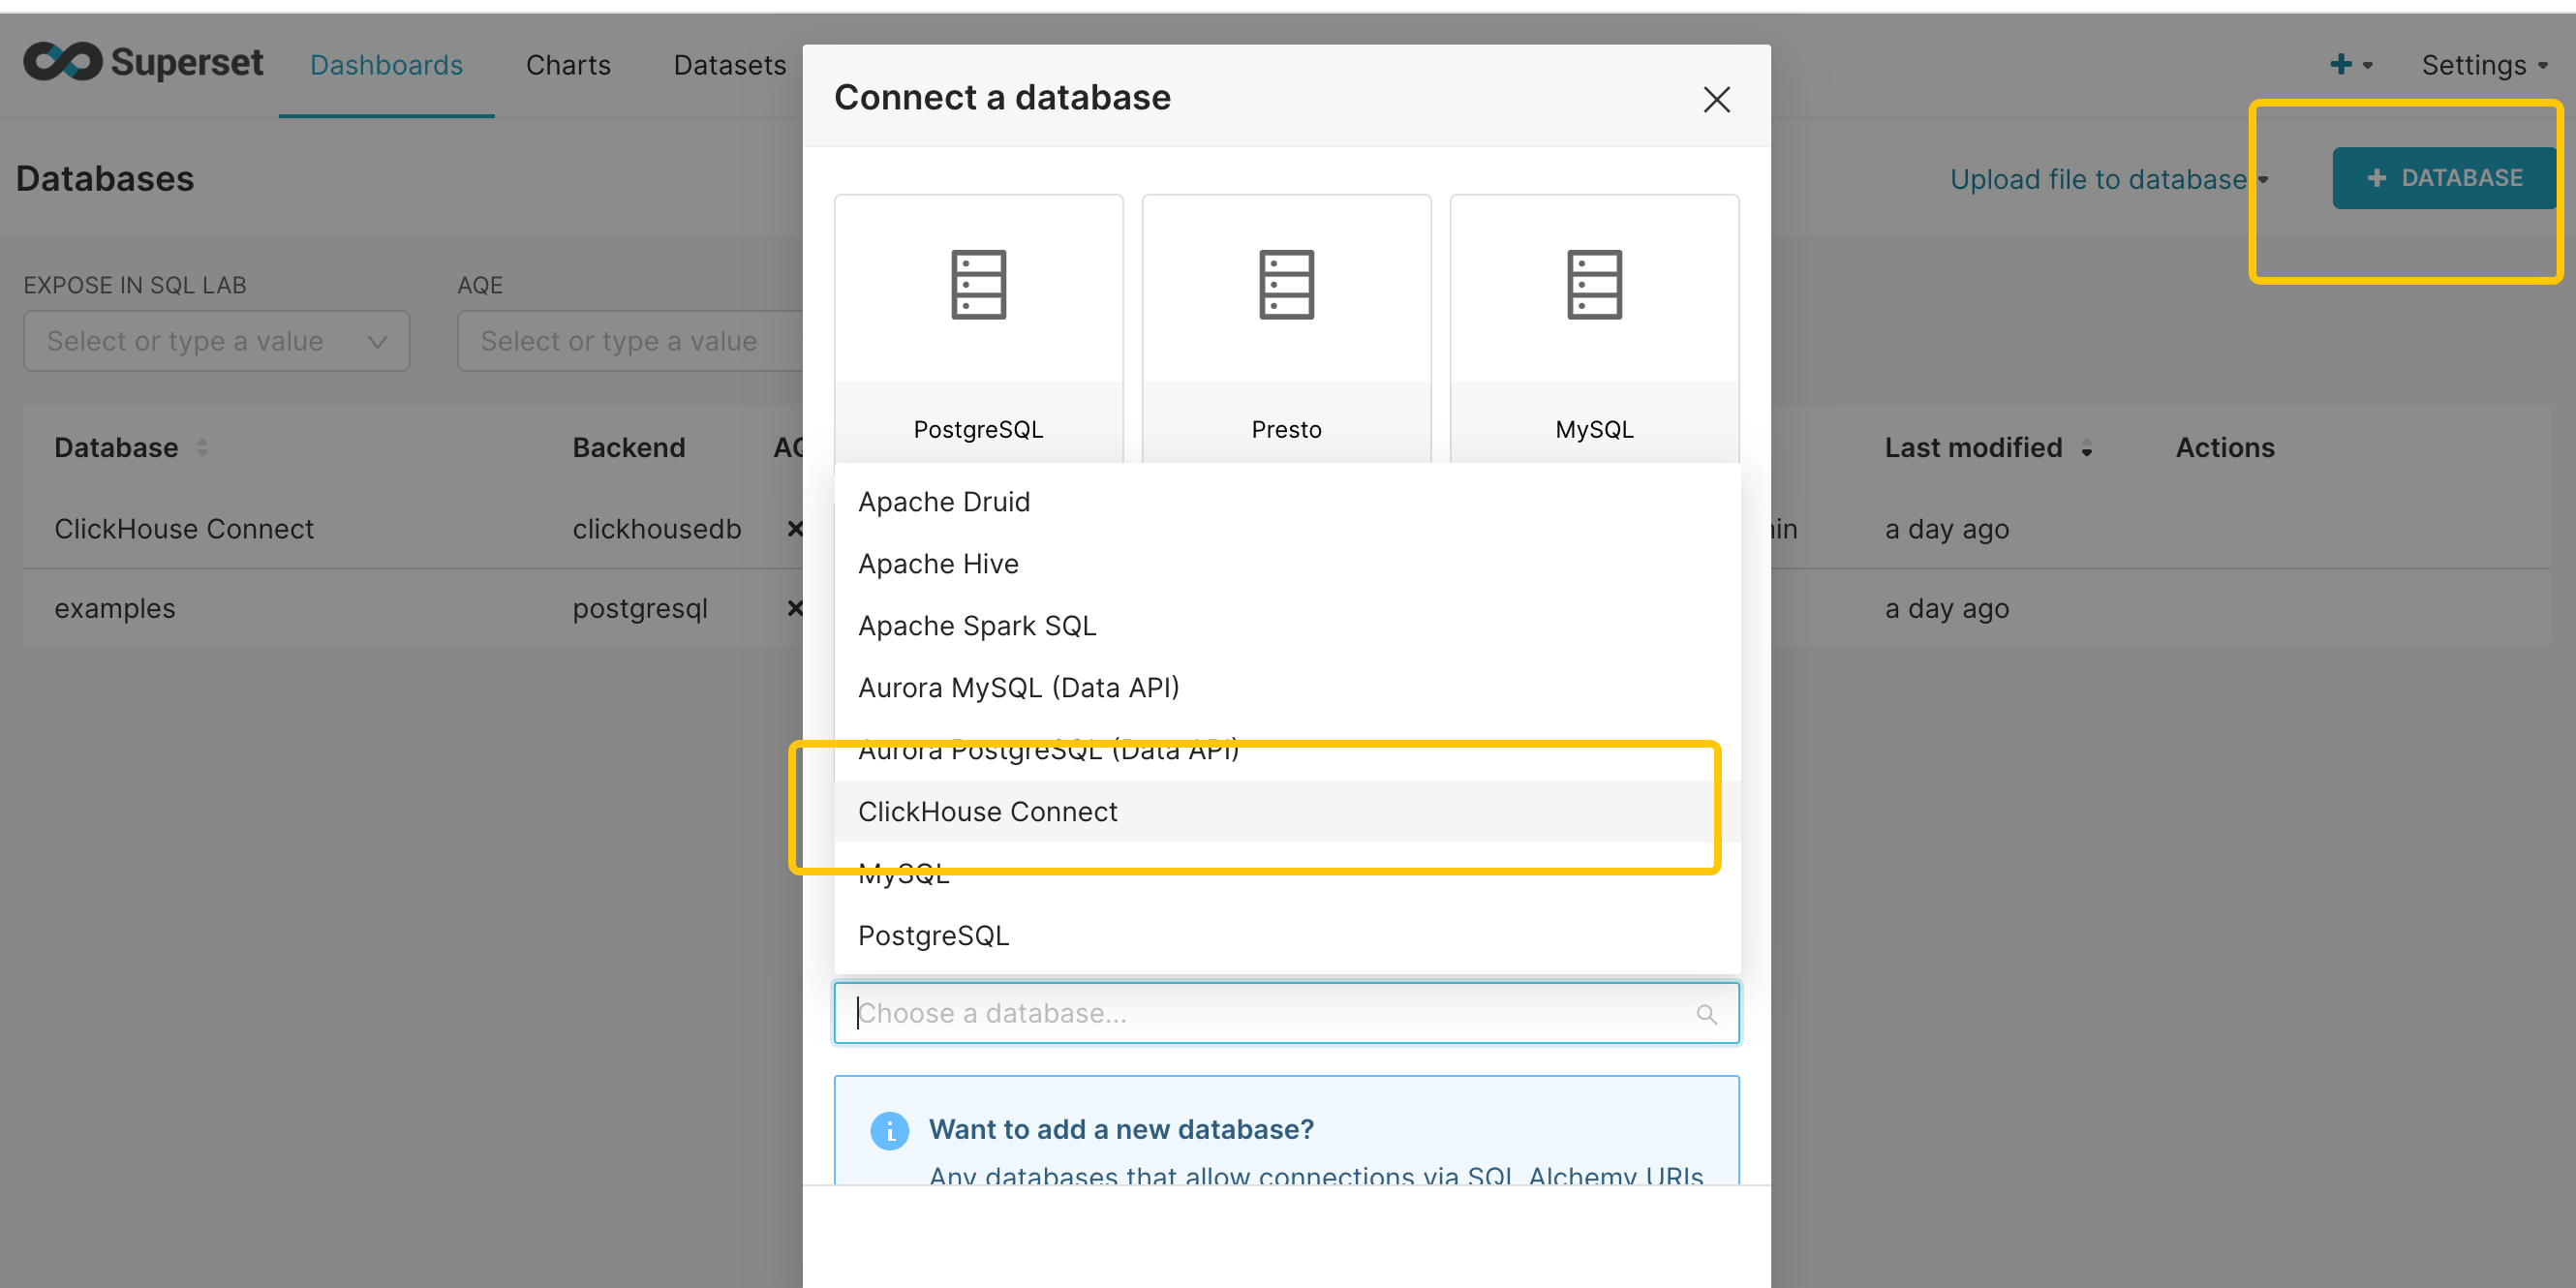 Superset
Dashboards
Charts
Datasets
Settings
Connect a database
Databases
Upload file to database
+ DATABASE
EXPOSE IN SQL LAB
AQE
Select or type a value
Select or type a value
PostgreSQL
Presto
MySQL
Database
Backend
Last modified
Actions
ClickHouse Connect
clickhousedb
a day ago
examples
postgresql
a day ago
Apache Druid
Apache Hive
Apache Spark SQL
Aurora MySQL (Data API)
Aurora PostgreSQL (Data API)
ClickHouse Connect
MySQL
PostgreSQL
Choose a database...
Want to add a new database?
Any databases that allow connections via SQL Alchemy URIs